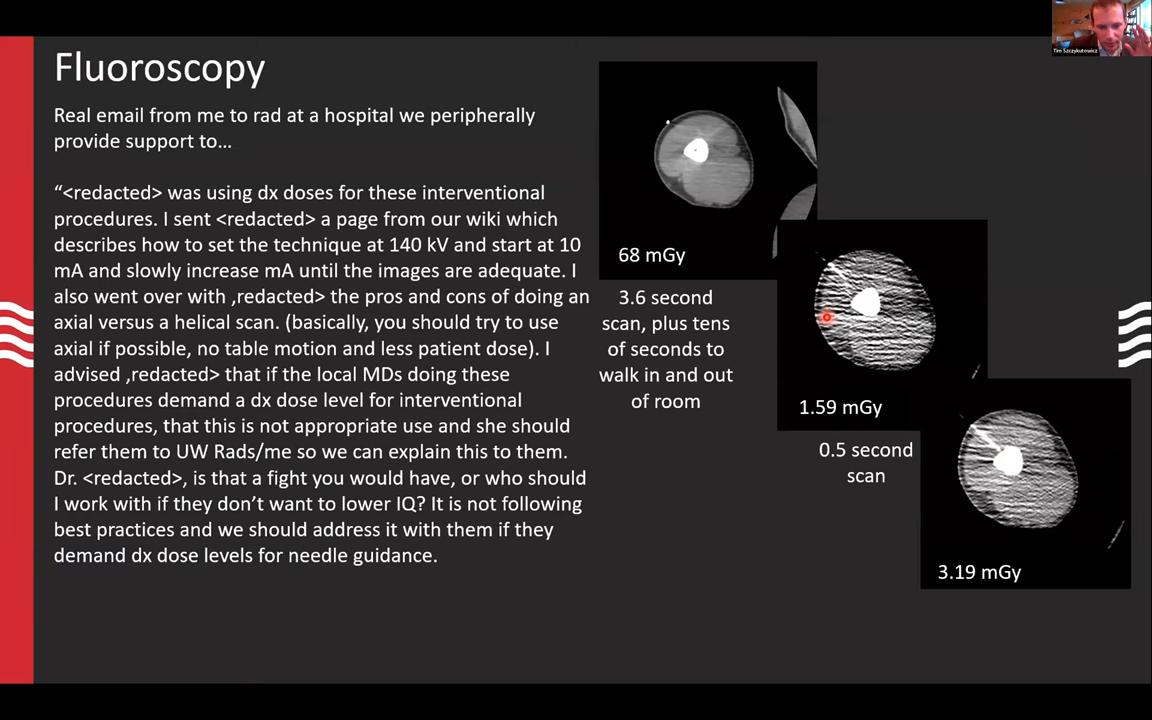 Fluoroscopy
Real email from me to rad at a hospital we peripherally
provide support to…
“<redacted> was using dx doses for these interventional
procedures. I sent <redacted> a page from our wiki which
describes how to set the technique at 140 kV and start at 10
mA and slowly increase mA until the images are adequate. I
also went over with ,redacted> the pros and cons of doing an
axial versus a helical scan. (basically, you should try to use
axial if possible, no table motion and less patient dose). I
advised ,redacted> that if the local MDs doing these
procedures demand a dx dose level for interventional
procedures, that this is not appropriate use and she should
refer them to UW Rads/me so we can explain this to them.
Dr. <redacted>, is that a fight you would have, or who should
I work with if they don’t want to lower IQ? It is not following
best practices and we should address it with them if they
demand dx dose levels for needle guidance.
68 mGy
3.6 second
scan, plus tens
of seconds to
walk in and out
of room
1.59 mGy
0.5 second
scan
3.19 mGy
Tim Szczykutowicz